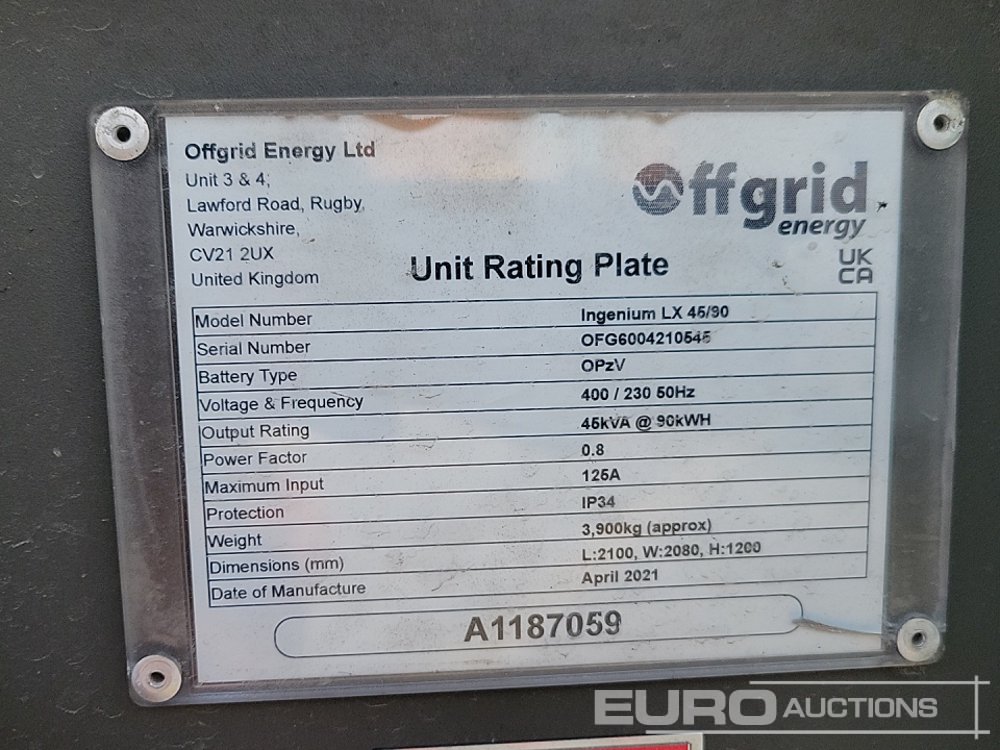 Offgrid Energy Ltd
Unit 3 & 4,
Lawford Road, Rugby,
Warwickshire,
CV21 2UX
United Kingdom
Offgrid
energy
UK
CA
Unit Rating Plate
Model Number Ingenium LX 45/90
Serial Number OFG6004210545
Battery Type OPzV
Voltage & Frequency 400 / 230 50Hz
Output Rating 45kVA @ 90kWH
Power Factor 0.8
Maximum Input 125A
Protection IP34
Weight 3,900kg (approx)
Dimensions (mm) L:2100, W:2080, H:1200
Date of Manufacture April 2021
A1187059
EURO AUCTIONS